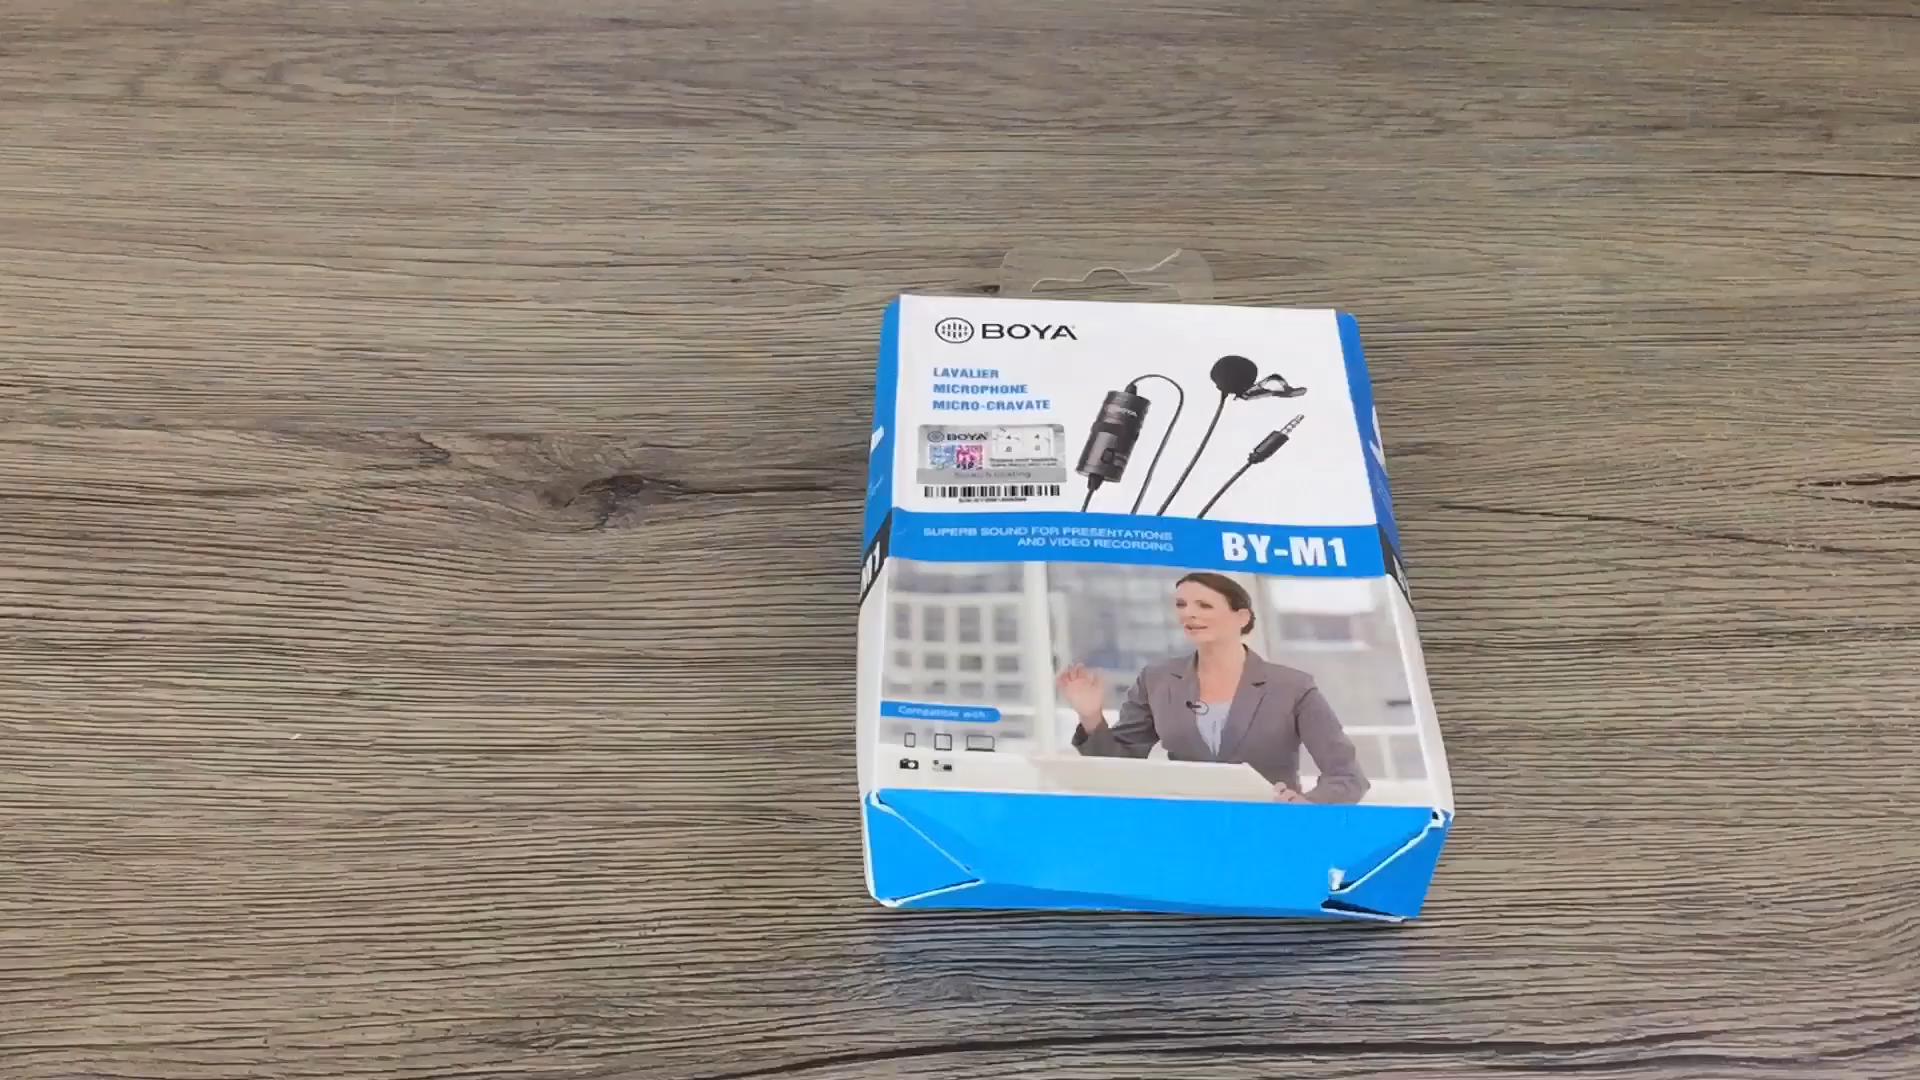 BOYA
LAVALIER
MICROPHONE
MICRO-CRAVATE
BOYA
SUPERB SOUND FOR PRESENTATIONS
AND VIDEO RECORDING
BY-M1
Compatible with